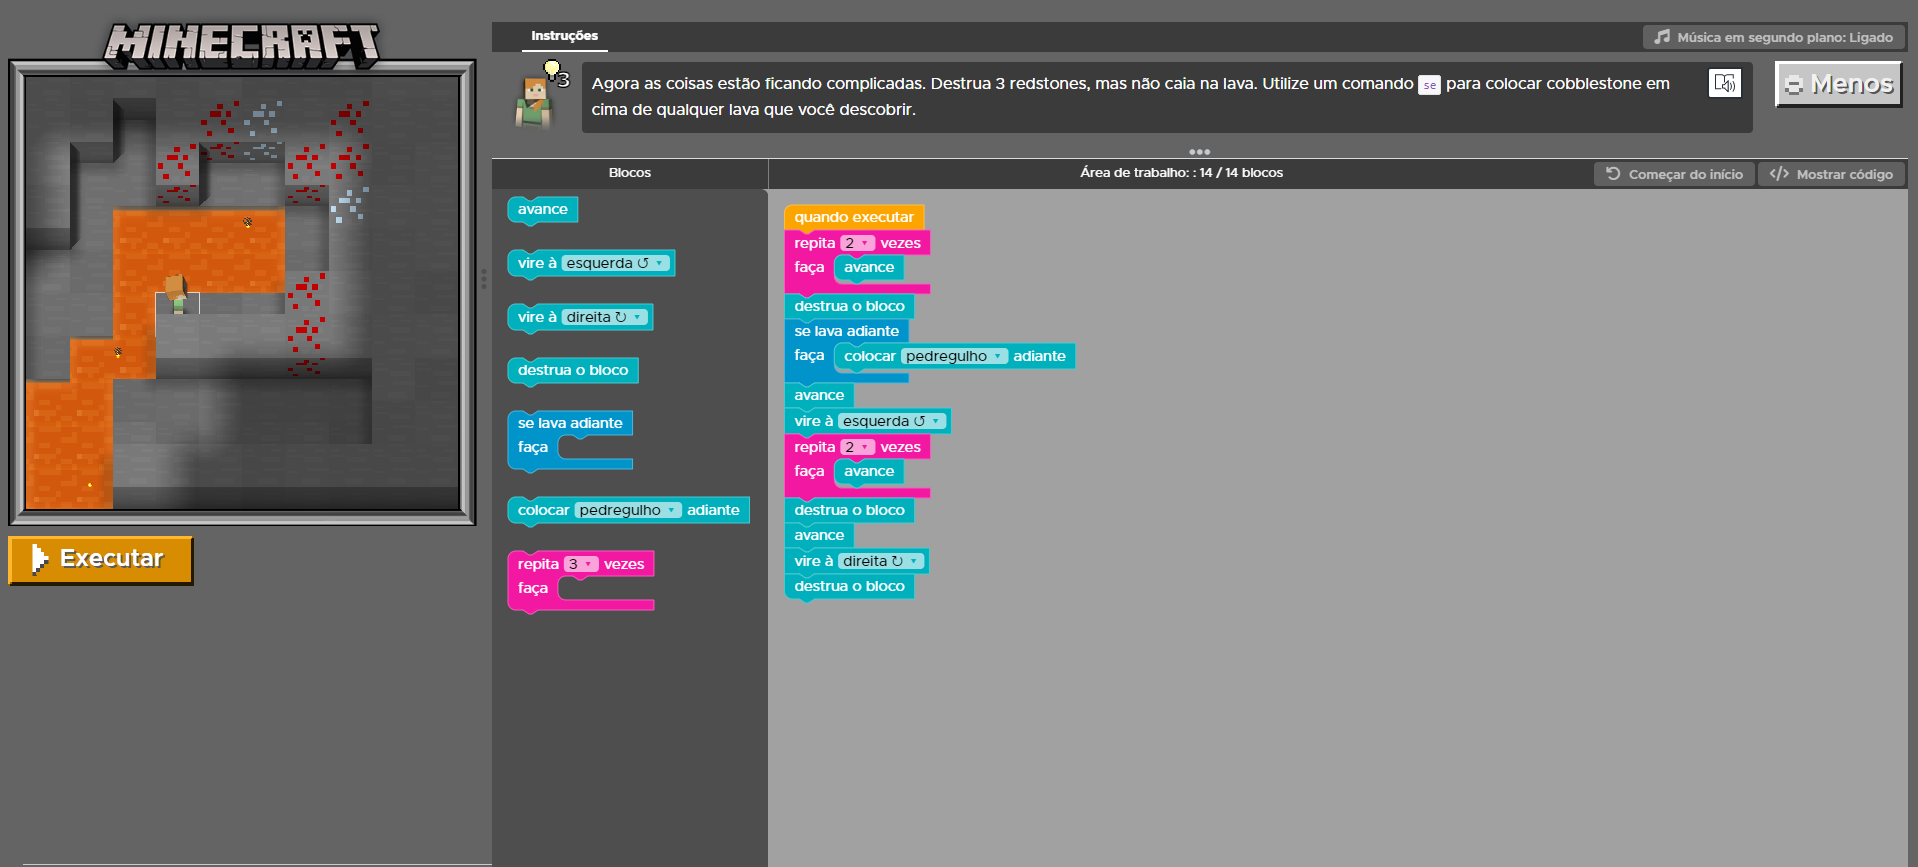 MINECRAFT
Instruções
Música em segundo plano: Ligado
3
Agora as coisas estão ficando complicadas. Destrua 3 redstones, mas não caia na lava. Utilize um comando se para colocar cobblestone em
cima de qualquer lava que você descobrir.
Menos
Blocos
Área de trabalho: : 14 / 14 blocos
Começar do início
</> Mostrar código
avance
vire à esquerda ↺
vire à direita ↻
destrua o bloco
se lava adiante
faça
colocar pedregulho adiante
repita 3 vezes
faça
quando executar
repita 2 vezes
faça avance
destrua o bloco
se lava adiante
faça colocar pedregulho adiante
avance
vire à esquerda ↺
repita 2 vezes
faça avance
destrua o bloco
avance
vire à direita ↻
destrua o bloco
Executar